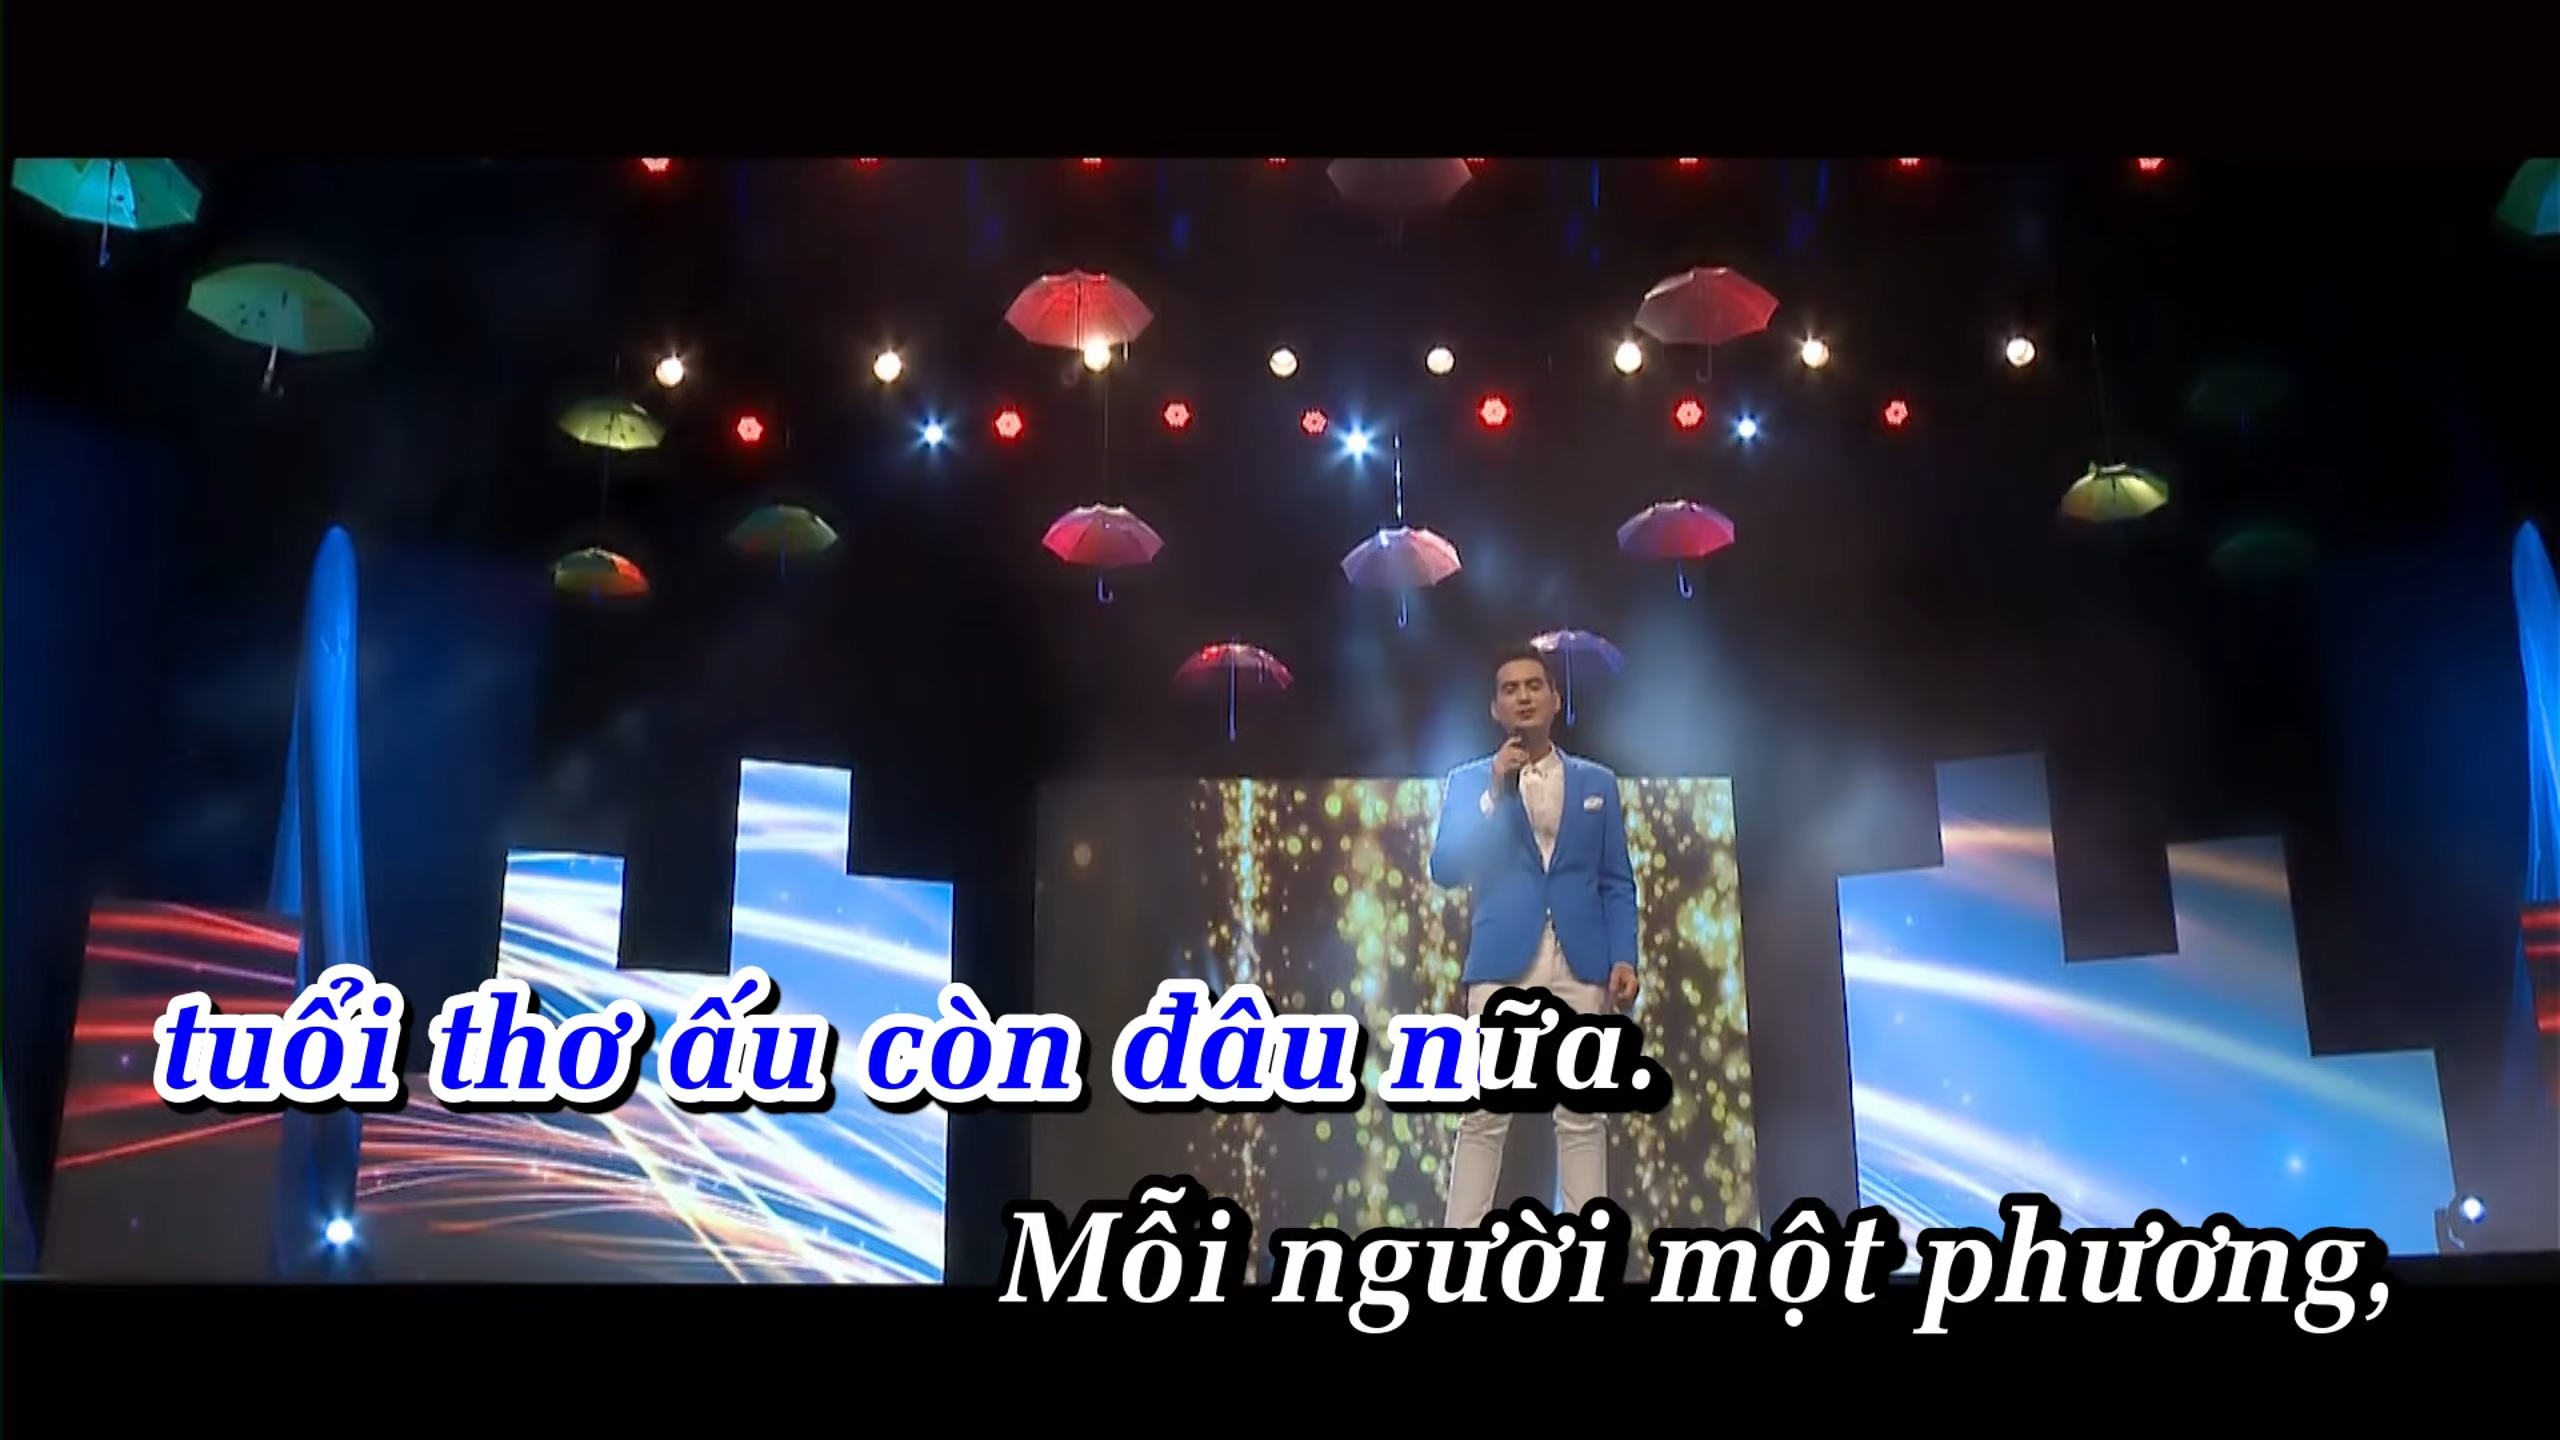 tuổi thơ ấu còn đâu nữa.
Mỗi người một phương,